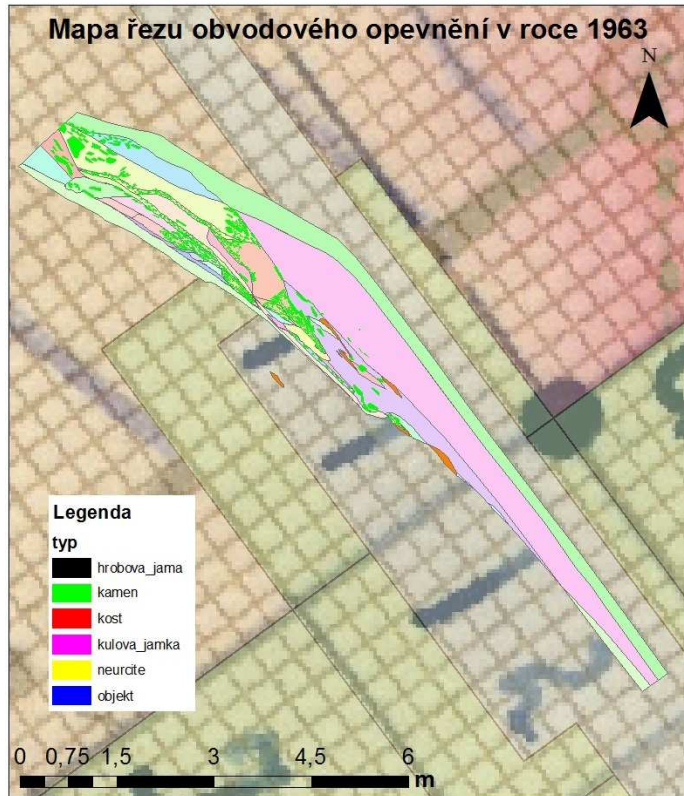 Mapa řezu obvodového opevnění v roce 1963
N
Legenda
typ
hrobova_jama
kamen
kost
kulova_jamka
neurcite
objekt
0 0,75 1,5 3 4,5 6
m